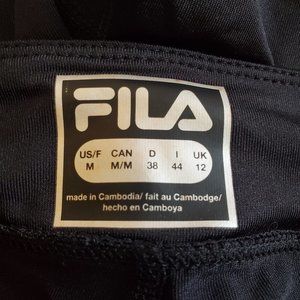 FILA
US/F CAN D I UK
M M/M 38 44 12
made in Cambodia/ fait au Cambodge/
hecho en Camboya